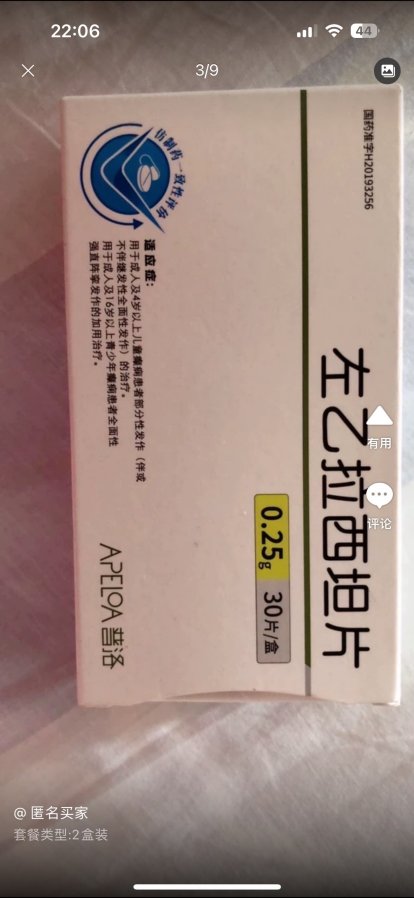 22:06
44
3/9
国药准字H20193256
左乙拉西坦片
0.25g 30片/盒
仿制药一致性评价
适应症：
用于成人及4岁以上儿童癫痫患者部分性发作（伴或
不伴继发性全面性发作）的治疗。
用于成人及16岁以上青少年癫痫患者全面性
强直阵挛发作的加用治疗。
APELOA 普洛
有用
评论
@ 匿名买家
套餐类型:2盒装